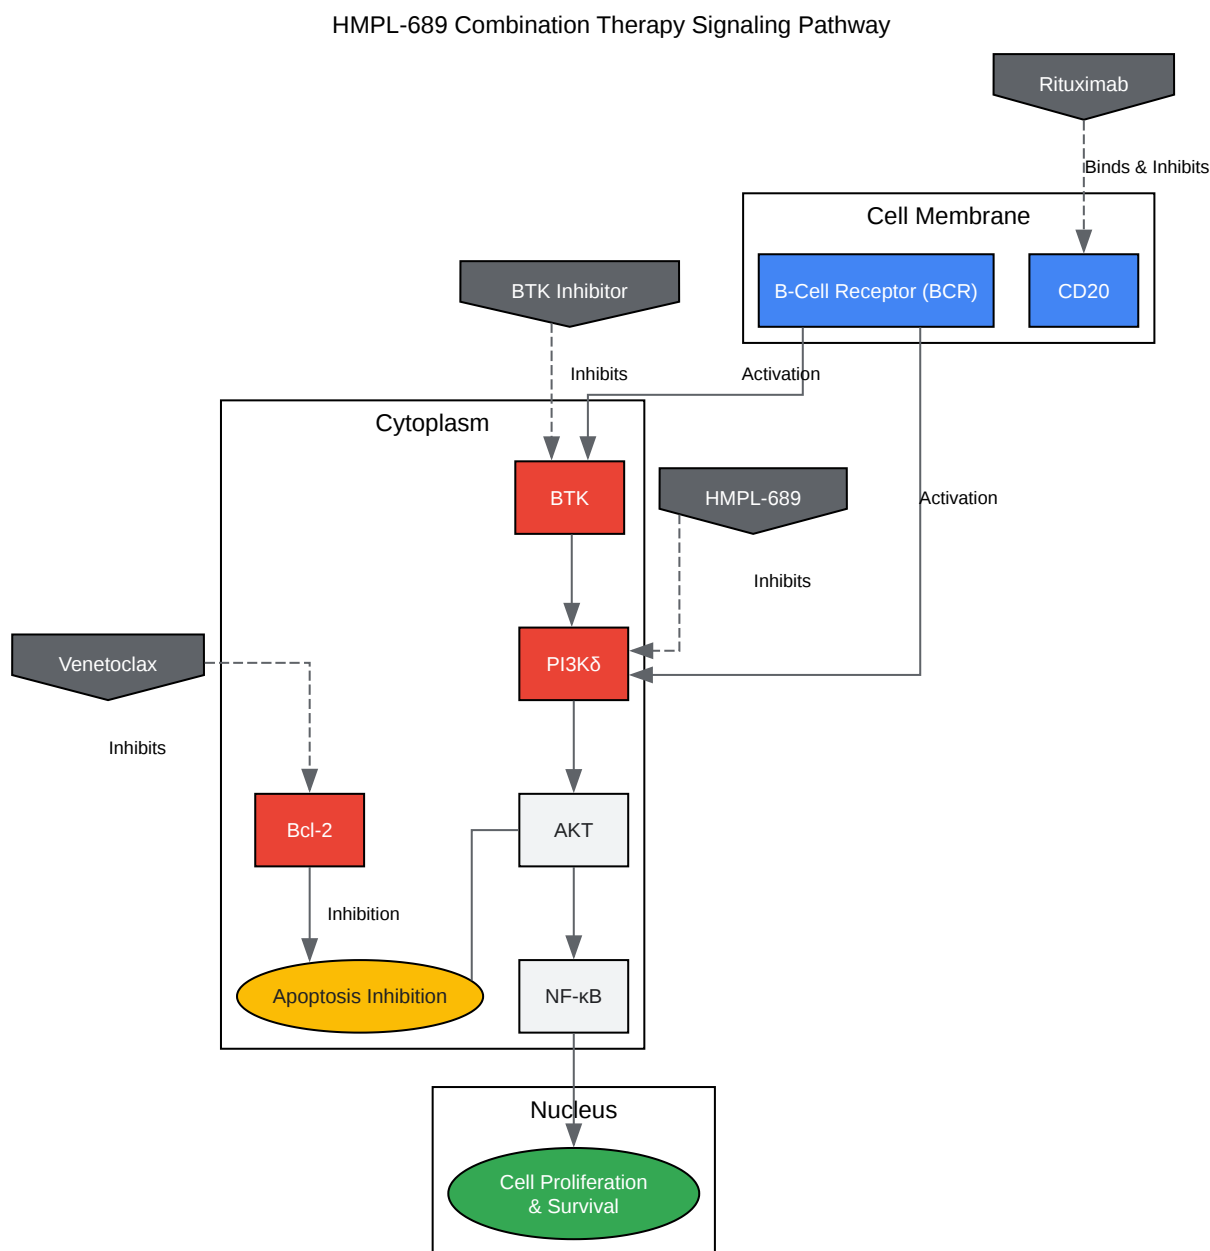 HMPL-689 Combination Therapy Signaling Pathway
Rituximab
Binds & Inhibits
Cell Membrane
B-Cell Receptor (BCR)
CD20
BTK Inhibitor
Inhibits
Activation
Cytoplasm
BTK
HMPL-689
Activation
Inhibits
Venetoclax
PI3Kδ
Inhibits
Bcl-2
AKT
Inhibition
Apoptosis Inhibition
NF-κB
Nucleus
Cell Proliferation
& Survival